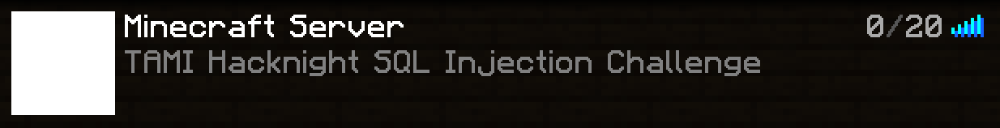 Minecraft Server 0/20
TAMI Hacknight SQL Injection Challenge